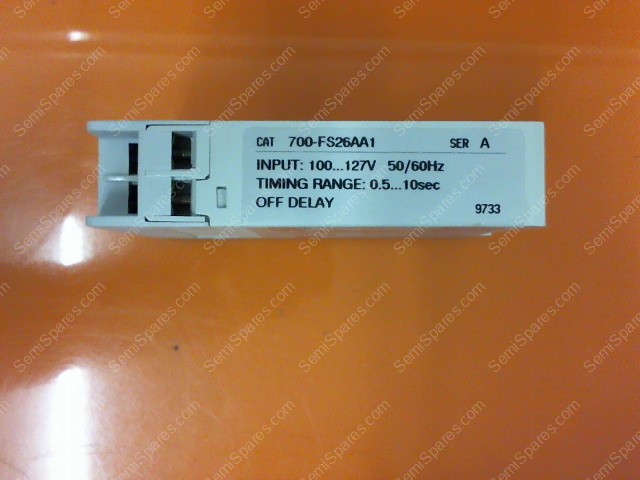 CAT 700-FS26AA1 SER A
INPUT: 100...127V 50/60Hz
TIMING RANGE: 0.5...10sec
OFF DELAY
9733
SemiSpares.com